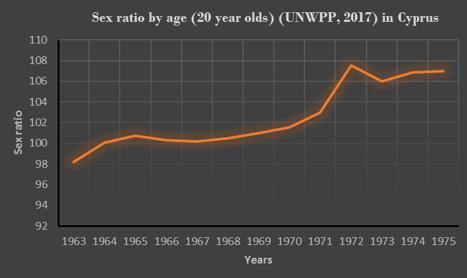 Sex ratio by age (20 year olds) (UNWPP, 2017) in Cyprus
110
108
106
104
102
100
98
96
94
92
Sex ratio
1963 1964 1965 1966 1967 1968 1969 1970 1971 1972 1973 1974 1975
Years